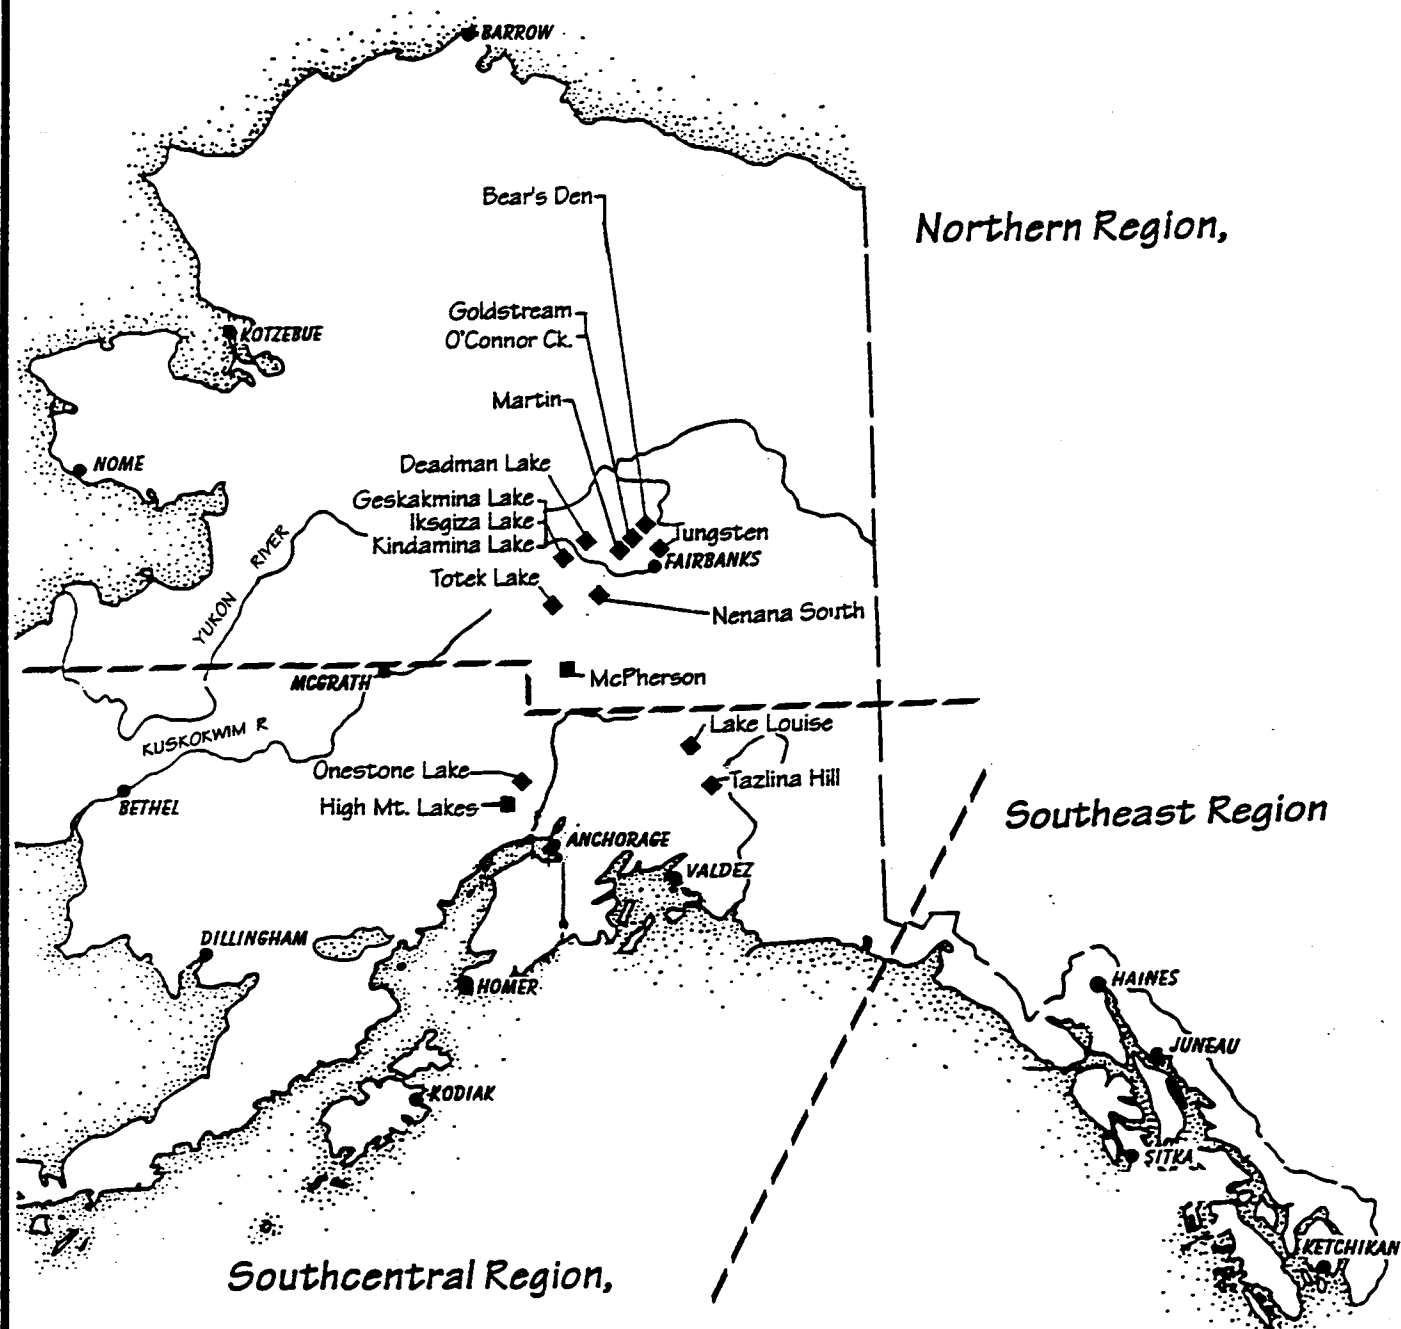 BARROW
Bear's Den
Northern Region,
Goldstream
KOTZEBUE
O'Connor Ck.
Martin
NOME
Deadman Lake
Geskakmina Lake
Iksgiza Lake
Kindamina Lake
Tungsten
FAIRBANKS
YUKON RIVER
Totek Lake
Nenana South
MCGRATH
McPherson
KUSKOKWIM R
Lake Louise
Onestone Lake
Tazlina Hill
BETHEL
High Mt. Lakes
Southeast Region
ANCHORAGE
VALDEZ
DILLINGHAM
HOMER
HAINES
JUNEAU
KODIAK
SITKA
KETCHIKAN
Southcentral Region,